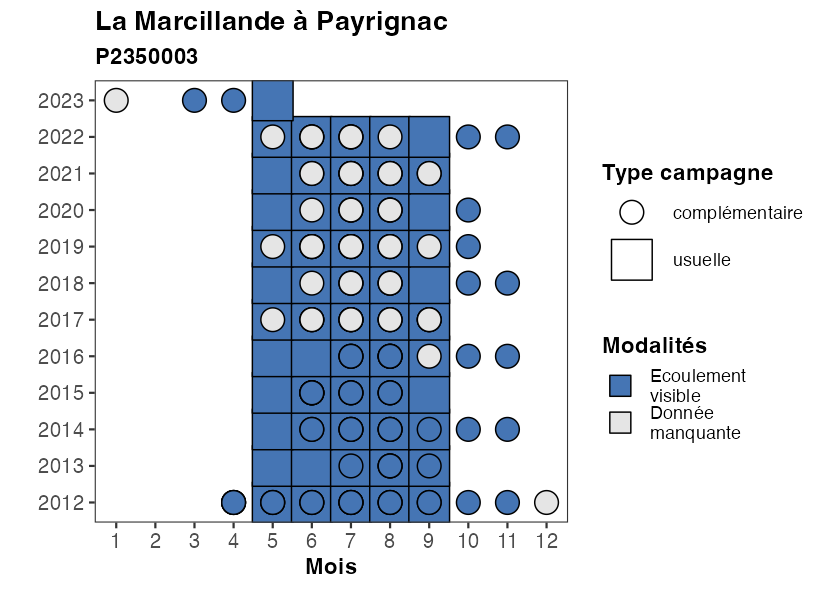 La Marcillande à Payrignac
P2350003
2023
2022
2021
2020
2019
2018
2017
2016
2015
2014
2013
2012
1 2 3 4 5 6 7 8 9 10 11 12
Mois
Type campagne
complémentaire
usuelle
Modalités
Ecoulement
visible
Donnée
manquante